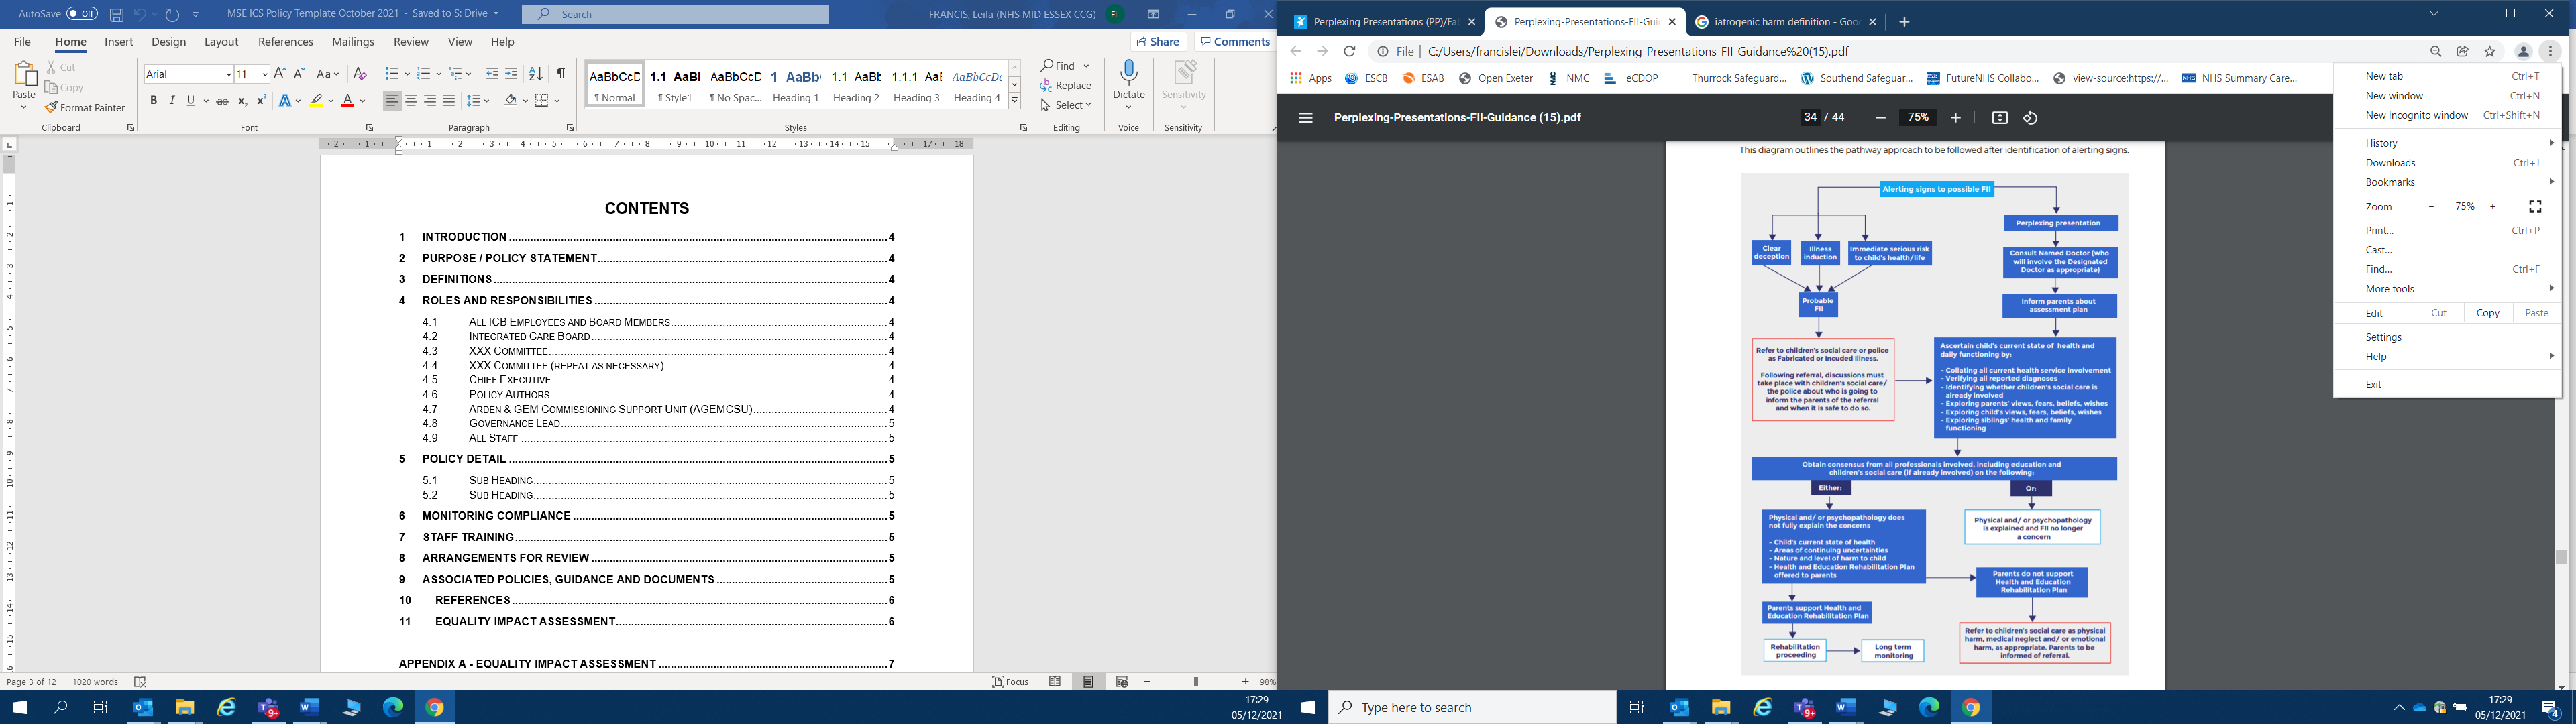 AutoSave Off
MSE ICS Policy Template October 2021 - Saved to S: Drive
Search
FRANCIS, Leila (NHS MID ESSEX CCG) FL
File Home Insert Design Layout References Mailings Review View Help
Share Comments
Paste
Cut
Copy
Format Painter
Clipboard
Arial 11
Font
Paragraph
AaBbCcD AaBbCcD
¶ Normal ¶ Style1 ¶ No Spac... Heading 1 Heading 2 Heading 3 Heading 4
Styles
Find
Replace
Select
Editing
Dictate
Voice
Sensitivity
Sensitivity
CONTENTS
1 INTRODUCTION 4
2 PURPOSE / POLICY STATEMENT 4
3 DEFINITIONS 4
4 ROLES AND RESPONSIBILITIES 4
4.1 ALL ICB EMPLOYEES AND BOARD MEMBERS 4
4.2 INTEGRATED CARE BOARD 4
4.3 XXX COMMITTEE 4
4.4 XXX COMMITTEE (REPEAT AS NECESSARY) 4
4.5 CHIEF EXECUTIVE 4
4.6 POLICY AUTHORS 4
4.7 ARDEN & GEM COMMISSIONING SUPPORT UNIT (AGEMCSU) 4
4.8 GOVERNANCE LEAD 5
4.9 ALL STAFF 5
5 POLICY DETAIL 5
5.1 SUB HEADING 5
5.2 SUB HEADING 5
6 MONITORING COMPLIANCE 5
7 STAFF TRAINING 5
8 ARRANGEMENTS FOR REVIEW 5
9 ASSOCIATED POLICIES, GUIDANCE AND DOCUMENTS 5
10 REFERENCES 6
11 EQUALITY IMPACT ASSESSMENT 6
APPENDIX A - EQUALITY IMPACT ASSESSMENT 7
Page 3 of 12 1020 words
Focus
98%
17:29
05/12/2021
Perplexing Presentations (PP)/Fa
Perplexing-Presentations-FII-Gui
iatrogenic harm definition - Goo
File C:/Users/francislei/Downloads/Perplexing-Presentations-FII-Guidance%20(15).pdf
Apps ESCB ESAB Open Exeter NMC eCDOP Thurrock Safeguard... Southend Safeguar... FutureNHS Collabo... view-source:https://... NHS Summary Care...
Perplexing-Presentations-FII-Guidance (15).pdf
34 / 44
75%
This diagram outlines the pathway approach to be followed after identification of alerting signs.
Alerting signs to possible FII
Clear
deception
Illness
induction
Immediate serious risk
to child's health/life
Probable
FII
Refer to children's social care or police
as Fabricated or Incuded Illness.
Following referral, discussions must
take place with children's social care/
the police about who is going to
inform the parents of the referral
and when it is safe to do so.
Perplexing presentation
Consult Named Doctor (who
will involve the Designated
Doctor as appropriate)
Inform parents about
assessment plan
Ascertain child's current state of health and
daily functioning by:
- Collating all current health service involvement
- Verifying all reported diagnoses
- Identifying whether children's social care is
already involved
- Exploring parents' views, fears, beliefs, wishes
- Exploring child's views, fears, beliefs, wishes
- Exploring siblings' health and family
functioning
Obtain consensus from all professionals involved, including education and
children's social care (if already involved) on the following:
Either:
Or:
Physical and/ or psychopathology does
not fully explain the concerns
- Child's current state of health
- Areas of continuing uncertainties
- Nature and level of harm to child
- Health and Education Rehabilitation Plan
offered to parents
Physical and/ or psychopathology
is explained and FII no longer
a concern
Parents do not support
Health and Education
Rehabilitation Plan
Parents support Health and
Education Rehabilitation Plan
Rehabilitation
proceeding
Long term
monitoring
Refer to children's social care as physical
harm, medical neglect and/ or emotional
harm, as appropriate. Parents to be
informed of referral.
New tab Ctrl+T
New window Ctrl+N
New Incognito window Ctrl+Shift+N
History
Downloads Ctrl+J
Bookmarks
Zoom - 75% +
Print... Ctrl+P
Cast...
Find... Ctrl+F
More tools
Edit Cut Copy Paste
Settings
Help
Exit
Type here to search
17:29
05/12/2021